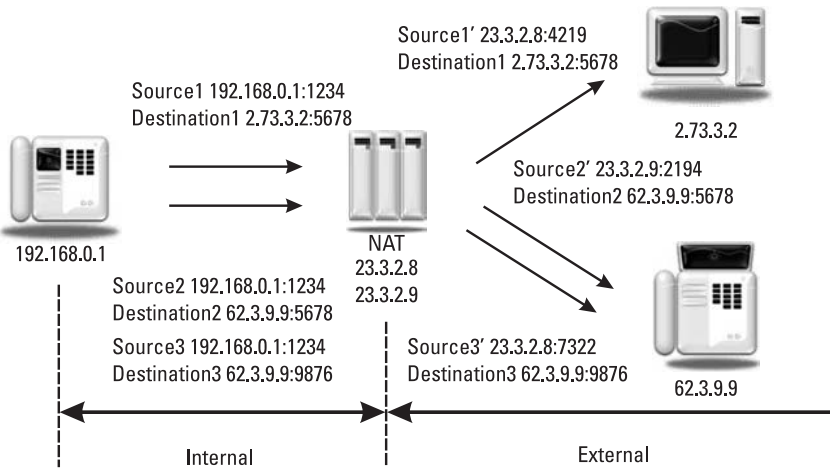 Source1′ 23.3.2.8:4219
Destination1 2.73.3.2:5678
Source1 192.168.0.1:1234
Destination1 2.73.3.2:5678
2.73.3.2
Source2′ 23.3.2.9:2194
Destination2 62.3.9.9:5678
192.168.0.1
NAT
23.3.2.8
23.3.2.9
Source2 192.168.0.1:1234
Destination2 62.3.9.9:5678
Source3 192.168.0.1:1234
Destination3 62.3.9.9:9876
Source3′ 23.3.2.8:7322
Destination3 62.3.9.9:9876
62.3.9.9
Internal
External